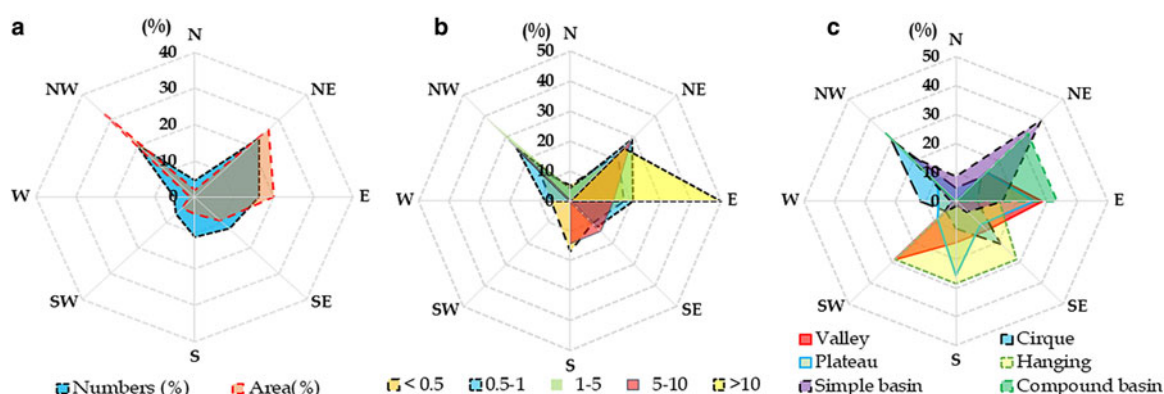 a
(%)
N
40
30
20
10
0
NW
NE
W
E
SW
SE
S
Numbers (%)
Area(%)
b
(%)
N
50
40
30
20
10
0
NW
NE
W
E
SW
SE
S
< 0.5
0.5-1
1-5
5-10
>10
c
(%)
N
50
40
30
20
10
0
NW
NE
W
E
SW
SE
S
Valley
Cirque
Plateau
Hanging
Simple basin
Compound basin